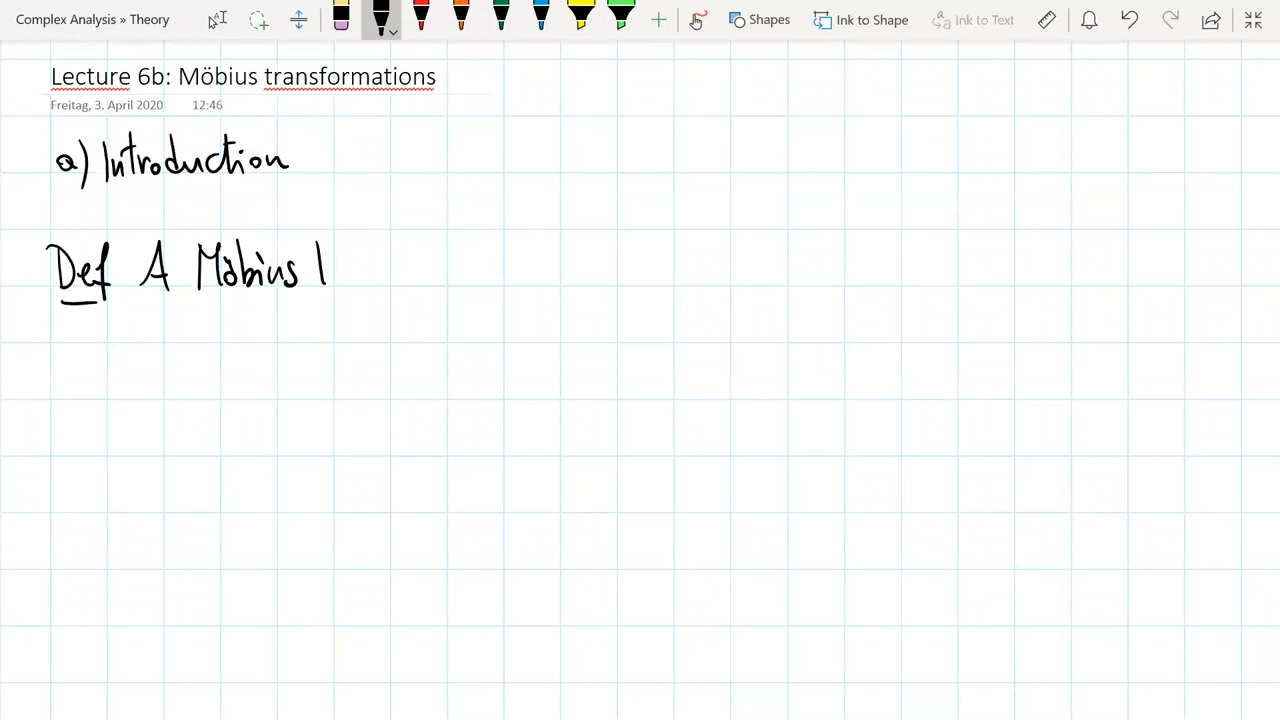 Complex Analysis » Theory
Shapes
Ink to Shape
Ink to Text
Lecture 6b: Möbius transformations
Freitag, 3. April 2020 12:46
a) Introduction
Def A Möbius